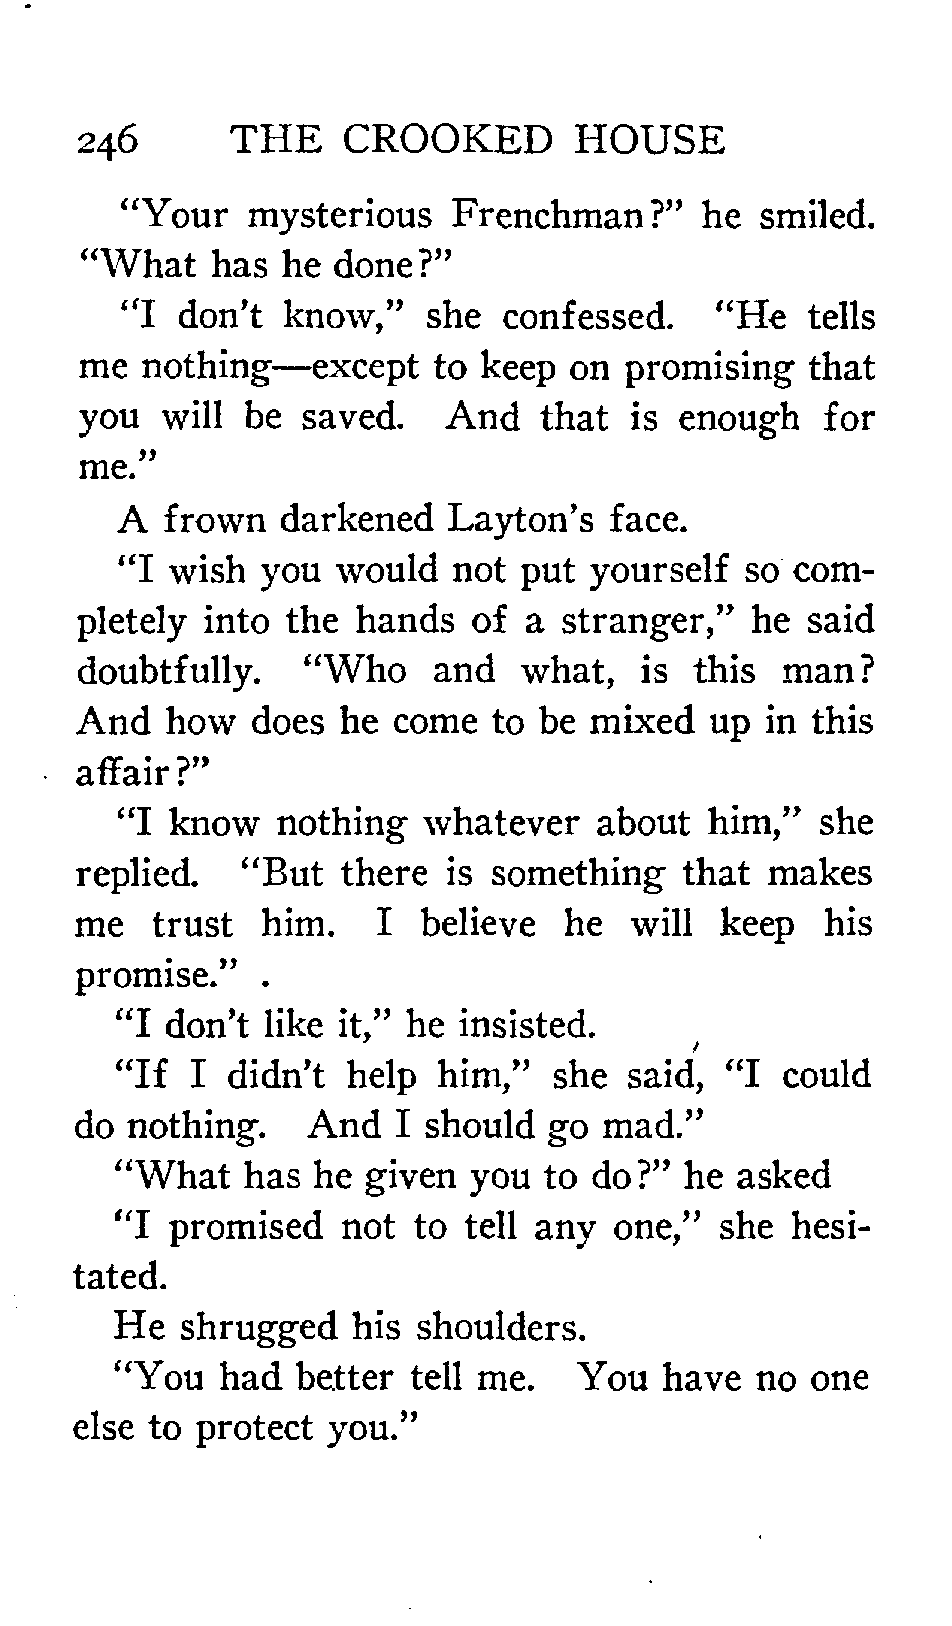 246 THE CROOKED HOUSE
"Your mysterious Frenchman?" he smiled.
"What has he done?"
"I don't know," she confessed. "He tells
me nothing—except to keep on promising that
you will be saved. And that is enough for
me."
A frown darkened Layton's face.
"I wish you would not put yourself so com-
pletely into the hands of a stranger," he said
doubtfully. "Who and what, is this man?
And how does he come to be mixed up in this
affair?"
"I know nothing whatever about him," she
replied. "But there is something that makes
me trust him. I believe he will keep his
promise."
"I don't like it," he insisted.
"If I didn't help him," she said, "I could
do nothing. And I should go mad."
"What has he given you to do?" he asked
"I promised not to tell any one," she hesi-
tated.
He shrugged his shoulders.
"You had better tell me. You have no one
else to protect you."